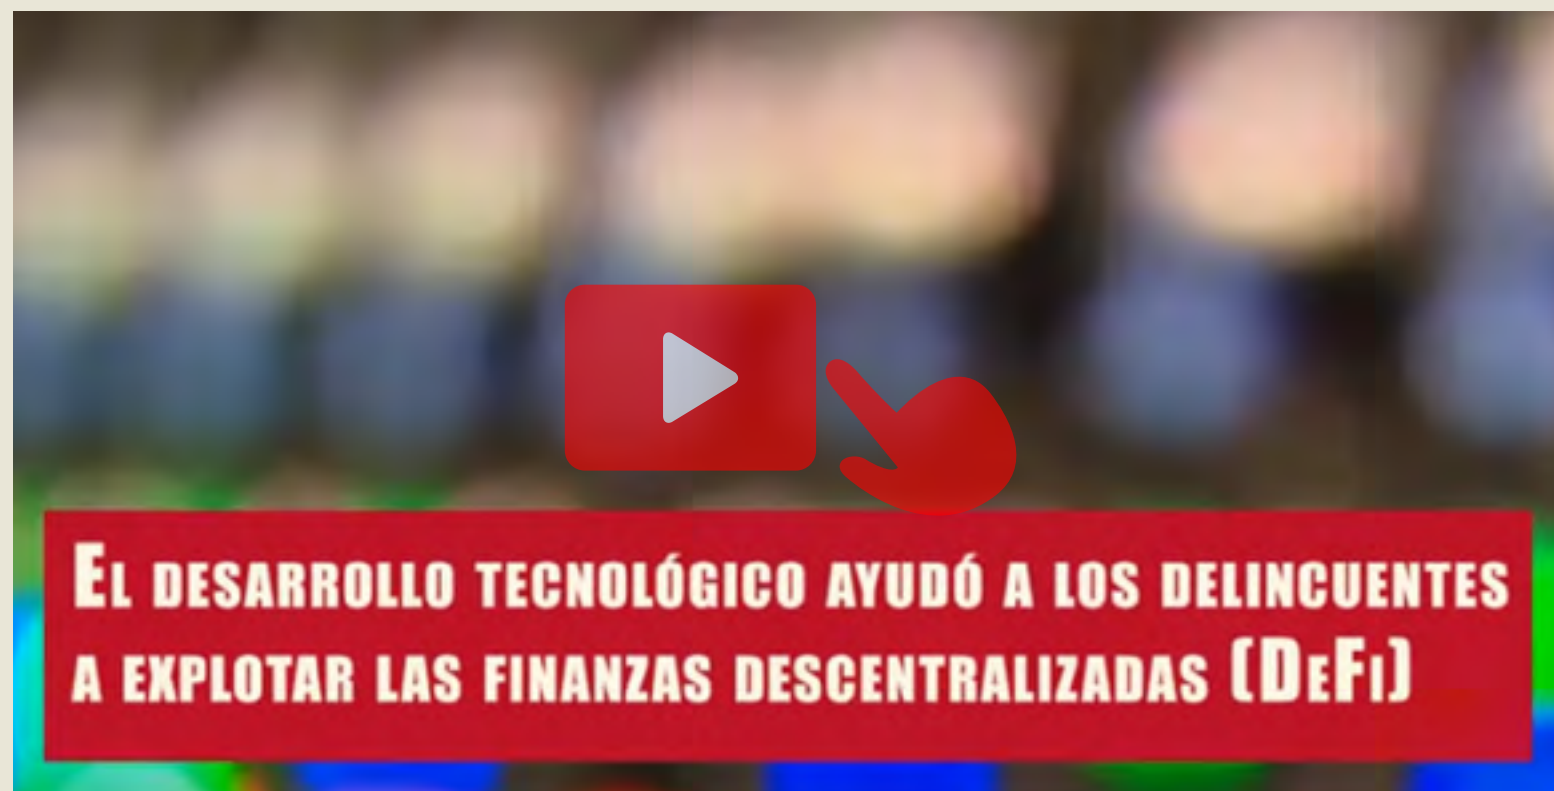 El desarrollo tecnológico ayudó a los delincuentes
a explotar las finanzas descentralizadas (DeFi)